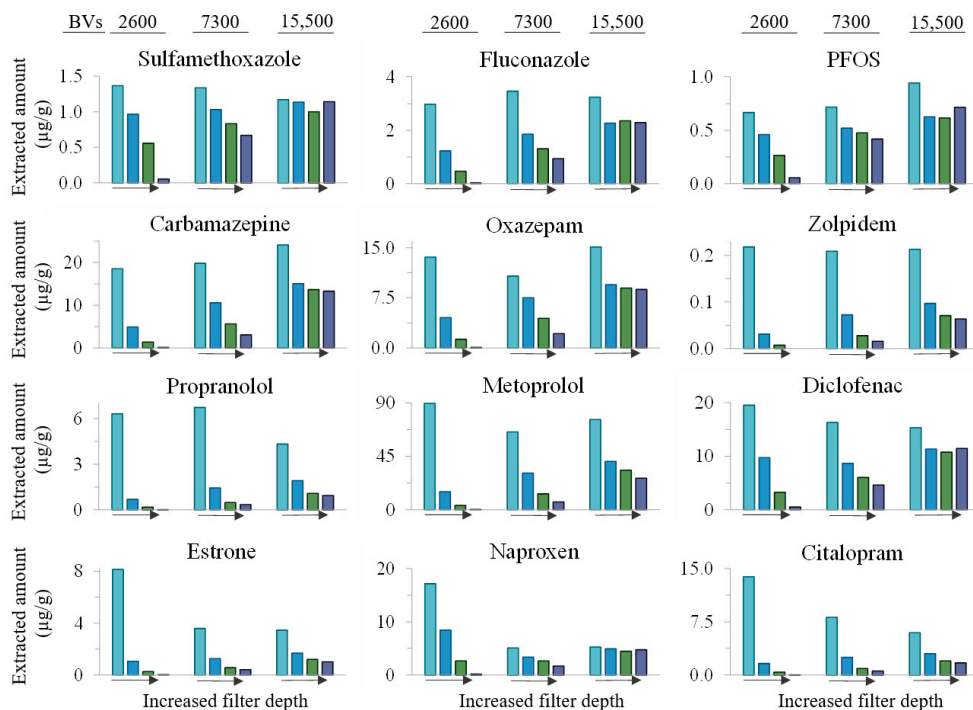 BVs 2600 7300 15,500 2600 7300 15,500 2600 7300 15,500
Sulfamethoxazole Fluconazole PFOS
Extracted amount
(µg/g)
1.5
1.0
0.5
0.0
4
2
0
1.0
0.5
0.0
Carbamazepine Oxazepam Zolpidem
Extracted amount
(µg/g)
20
10
0
15.0
7.5
0.0
0.2
0.1
0.0
Propranolol Metoprolol Diclofenac
Extracted amount
(µg/g)
6
3
0
90
45
0
20
10
0
Estrone Naproxen Citalopram
Extracted amount
(µg/g)
8
4
0
20
10
0
15.0
7.5
0.0
Increased filter depth Increased filter depth Increased filter depth